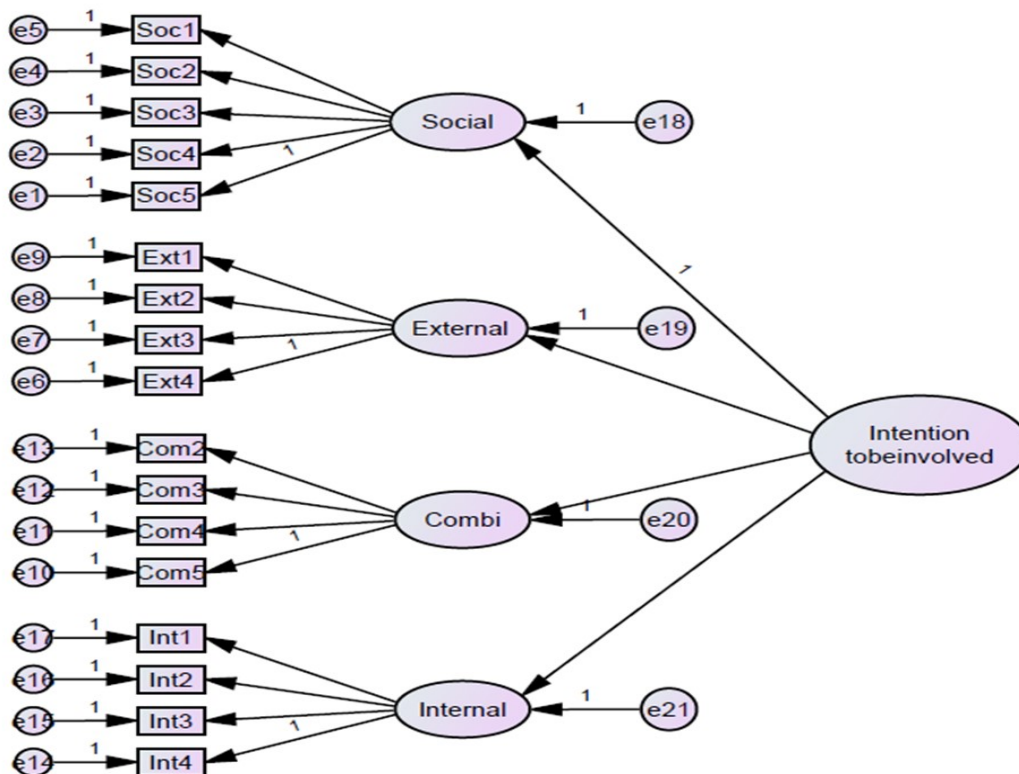 e5 1 Soc1
e4 1 Soc2
e3 1 Soc3
e2 1 Soc4 1
e1 1 Soc5
Social 1 e18
1
e9 1 Ext1
e8 1 Ext2
e7 1 Ext3
e6 1 Ext4 1
External 1 e19
Intention
tobeinvolved
e13 1 Com2
e12 1 Com3
e11 1 Com4
e10 1 Com5 1
Combi 1 e20
e17 1 Int1
e16 1 Int2
e15 1 Int3
e14 1 Int4 1
Internal 1 e21